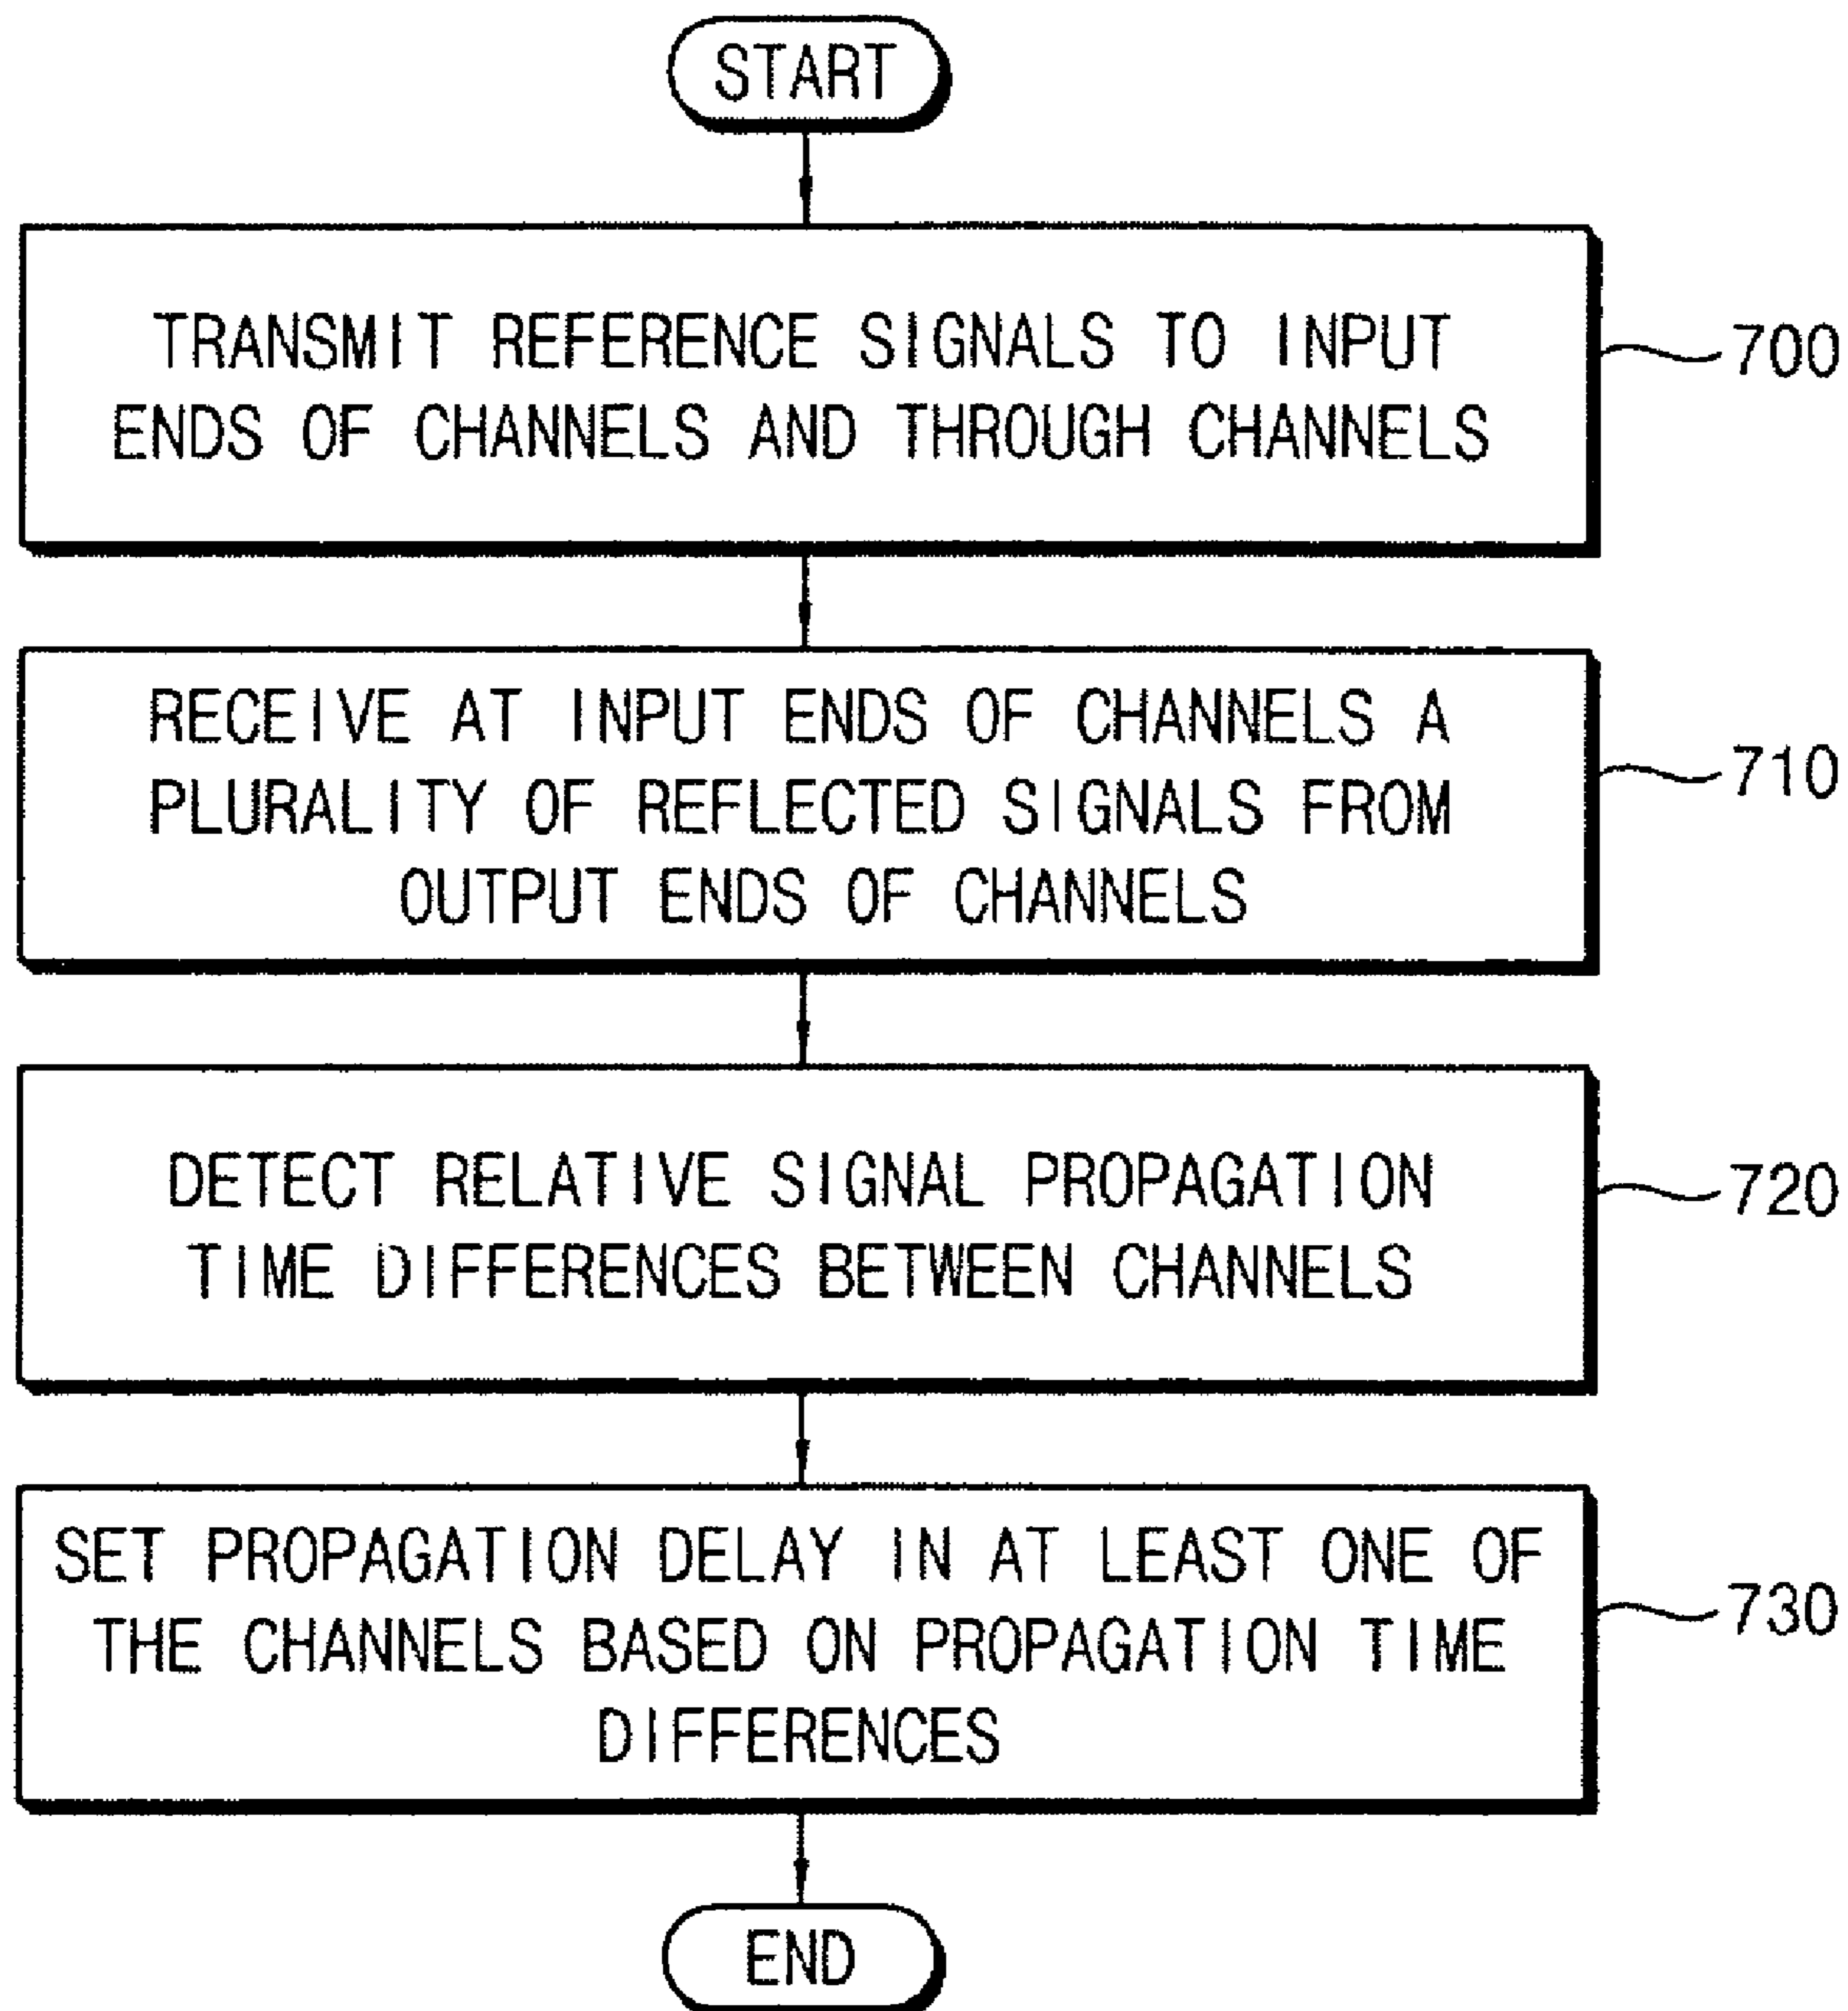 START
TRANSMIT REFERENCE SIGNALS TO INPUT
ENDS OF CHANNELS AND THROUGH CHANNELS
700
RECEIVE AT INPUT ENDS OF CHANNELS A
PLURALITY OF REFLECTED SIGNALS FROM
OUTPUT ENDS OF CHANNELS
710
DETECT RELATIVE SIGNAL PROPAGATION
TIME DIFFERENCES BETWEEN CHANNELS
720
SET PROPAGATION DELAY IN AT LEAST ONE OF
THE CHANNELS BASED ON PROPAGATION TIME
DIFFERENCES
730
END